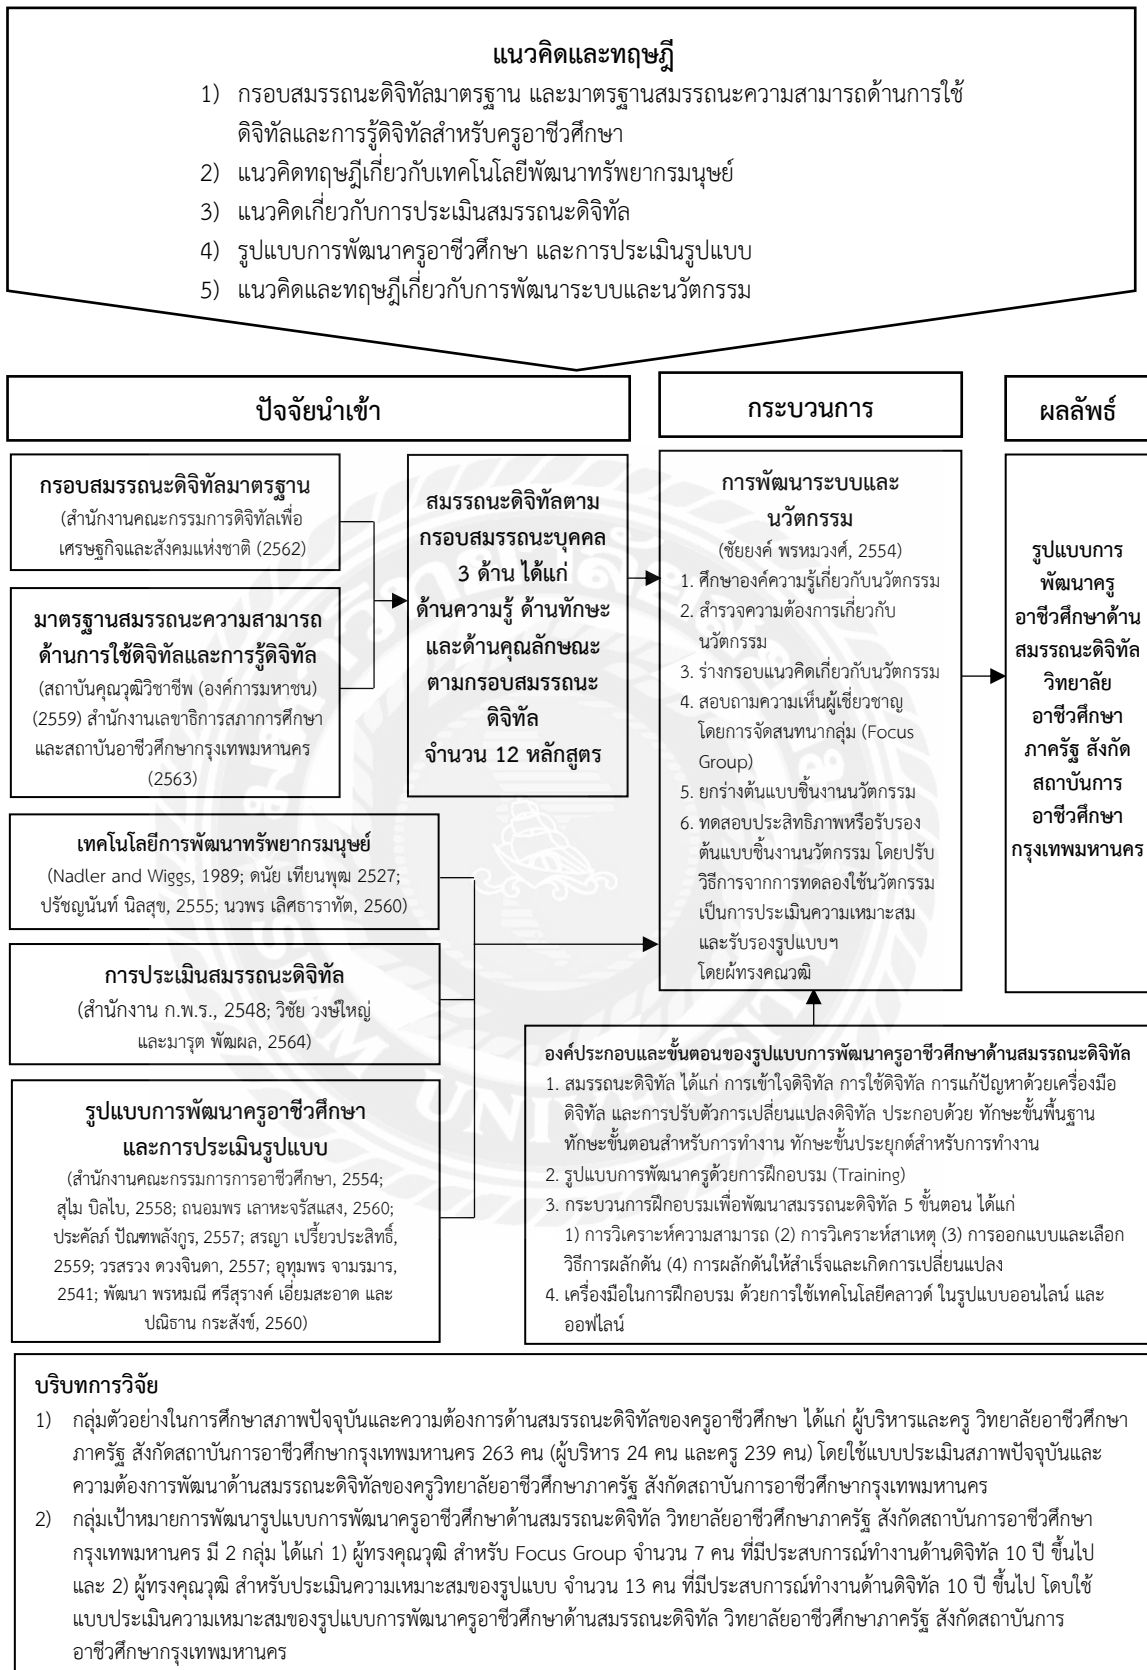 แนวคิดและทฤษฎี
1) กรอบสมรรถนะดิจิทัลมาตรฐาน และมาตรฐานสมรรถนะความสามารถด้านการใช้
ดิจิทัลและการรู้ดิจิทัลสำหรับครูอาชีวศึกษา
2) แนวคิดทฤษฎีเกี่ยวกับเทคโนโลยีพัฒนาทรัพยากรมนุษย์
3) แนวคิดเกี่ยวกับการประเมินสมรรถนะดิจิทัล
4) รูปแบบการพัฒนาครูอาชีวศึกษา และการประเมินรูปแบบ
5) แนวคิดและทฤษฎีเกี่ยวกับการพัฒนาระบบและนวัตกรรม
ปัจจัยนำเข้า
กระบวนการ
ผลลัพธ์
กรอบสมรรถนะดิจิทัลมาตรฐาน
(สำนักงานคณะกรรมการดิจิทัลเพื่อ
เศรษฐกิจและสังคมแห่งชาติ (2562)
มาตรฐานสมรรถนะความสามารถ
ด้านการใช้ดิจิทัลและการรู้ดิจิทัล
(สถาบันคุณวุฒิวิชาชีพ (องค์การมหาชน)
(2559) สำนักงานเลขาธิการสภาการศึกษา
และสถาบันอาชีวศึกษากรุงเทพมหานคร
(2563)
สมรรถนะดิจิทัลตาม
กรอบสมรรถนะบุคคล
3 ด้าน ได้แก่
ด้านความรู้ ด้านทักษะ
และด้านคุณลักษณะ
ตามกรอบสมรรถนะ
ดิจิทัล
จำนวน 12 หลักสูตร
เทคโนโลยีการพัฒนาทรัพยากรมนุษย์
(Nadler and Wiggs, 1989; ดนัย เทียนพุฒ 2527;
ปรัชญนันท์ นิลสุข, 2555; นวพร เลิศธาราทัต, 2560)
การประเมินสมรรถนะดิจิทัล
(สำนักงาน ก.พ.ร., 2548; วิชัย วงษ์ใหญ่
และมารุต พัฒผล, 2564)
รูปแบบการพัฒนาครูอาชีวศึกษา
และการประเมินรูปแบบ
(สำนักงานคณะกรรมการการอาชีวศึกษา, 2554;
สุไม บิลไบ, 2558; ถนอมพร เลาหะจรัสแสง, 2560;
ประคัลภ์ ปัณฑพลังกูร, 2557; สรญา เปรี้ยวประสิทธิ์,
2559; วรสรวง ดวงจินดา, 2557; อุทุมพร จามรมาร,
2541; พัฒนา พรหมณี ศรีสุรางค์ เอี่ยมสะอาด และ
ปณิธาน กระสังข์, 2560)
การพัฒนาระบบและ
นวัตกรรม
(ชัยยงค์ พรหมวงศ์, 2554)
1. ศึกษาองค์ความรู้เกี่ยวกับนวัตกรรม
2. สำรวจความต้องการเกี่ยวกับ
นวัตกรรม
3. ร่างกรอบแนวคิดเกี่ยวกับนวัตกรรม
4. สอบถามความเห็นผู้เชี่ยวชาญ
โดยการจัดสนทนากลุ่ม (Focus
Group)
5. ยกร่างต้นแบบชิ้นงานนวัตกรรม
6. ทดสอบประสิทธิภาพหรือรับรอง
ต้นแบบชิ้นงานนวัตกรรม โดยปรับ
วิธีการจากการทดลองใช้นวัตกรรม
เป็นการประเมินความเหมาะสม
และรับรองรูปแบบฯ
โดยผู้ทรงคุณวุฒิ
รูปแบบการ
พัฒนาครู
อาชีวศึกษาด้าน
สมรรถนะดิจิทัล
วิทยาลัย
อาชีวศึกษา
ภาครัฐ สังกัด
สถาบันการ
อาชีวศึกษา
กรุงเทพมหานคร
องค์ประกอบและขั้นตอนของรูปแบบการพัฒนาครูอาชีวศึกษาด้านสมรรถนะดิจิทัล
1. สมรรถนะดิจิทัล ได้แก่ การเข้าใจดิจิทัล การใช้ดิจิทัล การแก้ปัญหาด้วยเครื่องมือ
ดิจิทัล และการปรับตัวการเปลี่ยนแปลงดิจิทัล ประกอบด้วย ทักษะขั้นพื้นฐาน
ทักษะขั้นตอนสำหรับการทำงาน ทักษะขั้นประยุกต์สำหรับการทำงาน
2. รูปแบบการพัฒนาครูด้วยการฝึกอบรม (Training)
3. กระบวนการฝึกอบรมเพื่อพัฒนาสมรรถนะดิจิทัล 5 ขั้นตอน ได้แก่
1) การวิเคราะห์ความสามารถ (2) การวิเคราะห์สาเหตุ (3) การออกแบบและเลือก
วิธีการผลักดัน (4) การผลักดันให้สำเร็จและเกิดการเปลี่ยนแปลง
4. เครื่องมือในการฝึกอบรม ด้วยการใช้เทคโนโลยีคลาวด์ ในรูปแบบออนไลน์ และ
ออฟไลน์
บริบทการวิจัย
1) กลุ่มตัวอย่างในการศึกษาสภาพปัจจุบันและความต้องการด้านสมรรถนะดิจิทัลของครูอาชีวศึกษา ได้แก่ ผู้บริหารและครู วิทยาลัยอาชีวศึกษา
ภาครัฐ สังกัดสถาบันการอาชีวศึกษากรุงเทพมหานคร 263 คน (ผู้บริหาร 24 คน และครู 239 คน) โดยใช้แบบประเมินสภาพปัจจุบันและ
ความต้องการพัฒนาด้านสมรรถนะดิจิทัลของครูวิทยาลัยอาชีวศึกษาภาครัฐ สังกัดสถาบันการอาชีวศึกษากรุงเทพมหานคร
2) กลุ่มเป้าหมายการพัฒนารูปแบบการพัฒนาครูอาชีวศึกษาด้านสมรรถนะดิจิทัล วิทยาลัยอาชีวศึกษาภาครัฐ สังกัดสถาบันการอาชีวศึกษา
กรุงเทพมหานคร มี 2 กลุ่ม ได้แก่ 1) ผู้ทรงคุณวุฒิ สำหรับ Focus Group จำนวน 7 คน ที่มีประสบการณ์ทำงานด้านดิจิทัล 10 ปี ขึ้นไป
และ 2) ผู้ทรงคุณวุฒิ สำหรับประเมินความเหมาะสมของรูปแบบ จำนวน 13 คน ที่มีประสบการณ์ทำงานด้านดิจิทัล 10 ปี ขึ้นไป โดบใช้
แบบประเมินความเหมาะสมของรูปแบบการพัฒนาครูอาชีวศึกษาด้านสมรรถนะดิจิทัล วิทยาลัยอาชีวศึกษาภาครัฐ สังกัดสถาบันการ
อาชีวศึกษากรุงเทพมหานคร